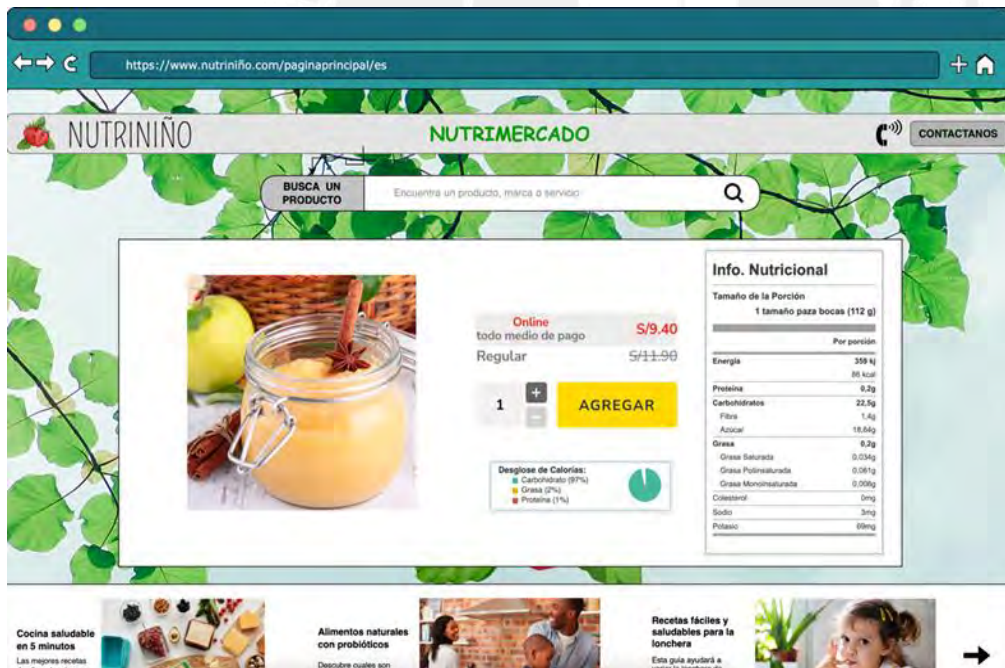 https://www.nutriniño.com/paginaprincipal/es
NUTRINIÑO
NUTRIMERCADO
CONTACTANOS
BUSCA UN
PRODUCTO
Encuentra un producto, marca o servicio
Online
todo medio de pago
S/9.40
Regular
S/11.90
1
+
-
AGREGAR
Desglose de Calorías:
Carbohidrato (97%)
Grasa (2%)
Proteína (1%)
Info. Nutricional
Tamaño de la Porción
1 tamaño paza bocas (112 g)
Por porción
Energía 359 kj
86 kcal
Proteína 0,2g
Carbohidratos 22,5g
Fibra 1,4g
Azúcar 18,64g
Grasa 0,2g
Grasa Saturada 0,034g
Grasa Poliinsaturada 0,061g
Grasa Monoinsaturada 0,008g
Colesterol 0mg
Sodio 3mg
Potasio 69mg
Cocina saludable
en 5 minutos
Las mejores recetas
Alimentos naturales
con probióticos
Descubre cuales son
Recetas fáciles y
saludables para la
lonchera
Esta guía ayudará a